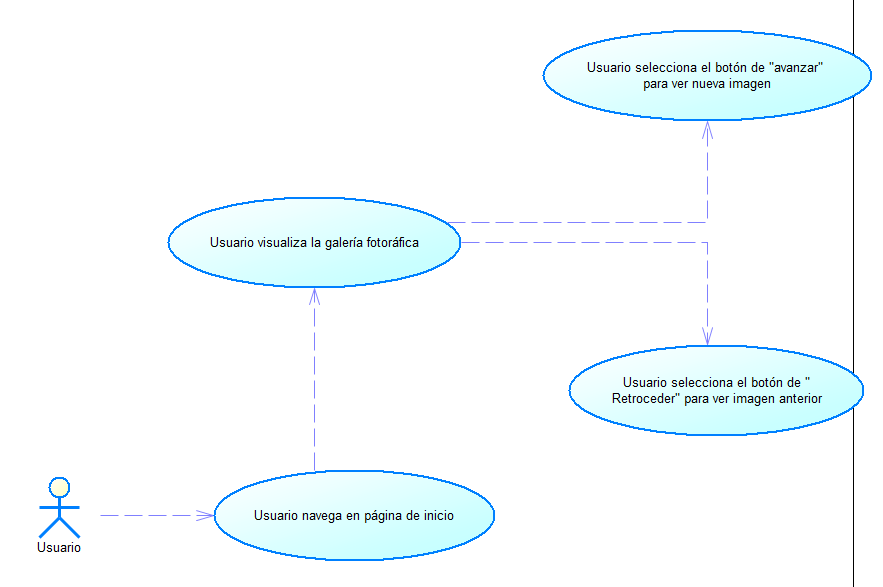 Usuario selecciona el botón de "avanzar"
para ver nueva imagen
Usuario visualiza la galería fotoráfica
Usuario selecciona el botón de "
Retroceder" para ver imagen anterior
Usuario navega en página de inicio
Usuario